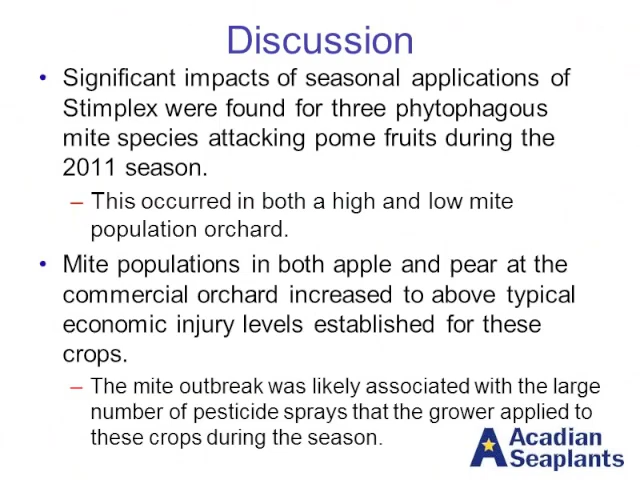 Discussion
• Significant impacts of seasonal applications of
Stimplex were found for three phytophagous
mite species attacking pome fruits during the
2011 season.
– This occurred in both a high and low mite
population orchard.
• Mite populations in both apple and pear at the
commercial orchard increased to above typical
economic injury levels established for these
crops.
– The mite outbreak was likely associated with the large
number of pesticide sprays that the grower applied to
these crops during the season.
Acadian
Seaplants